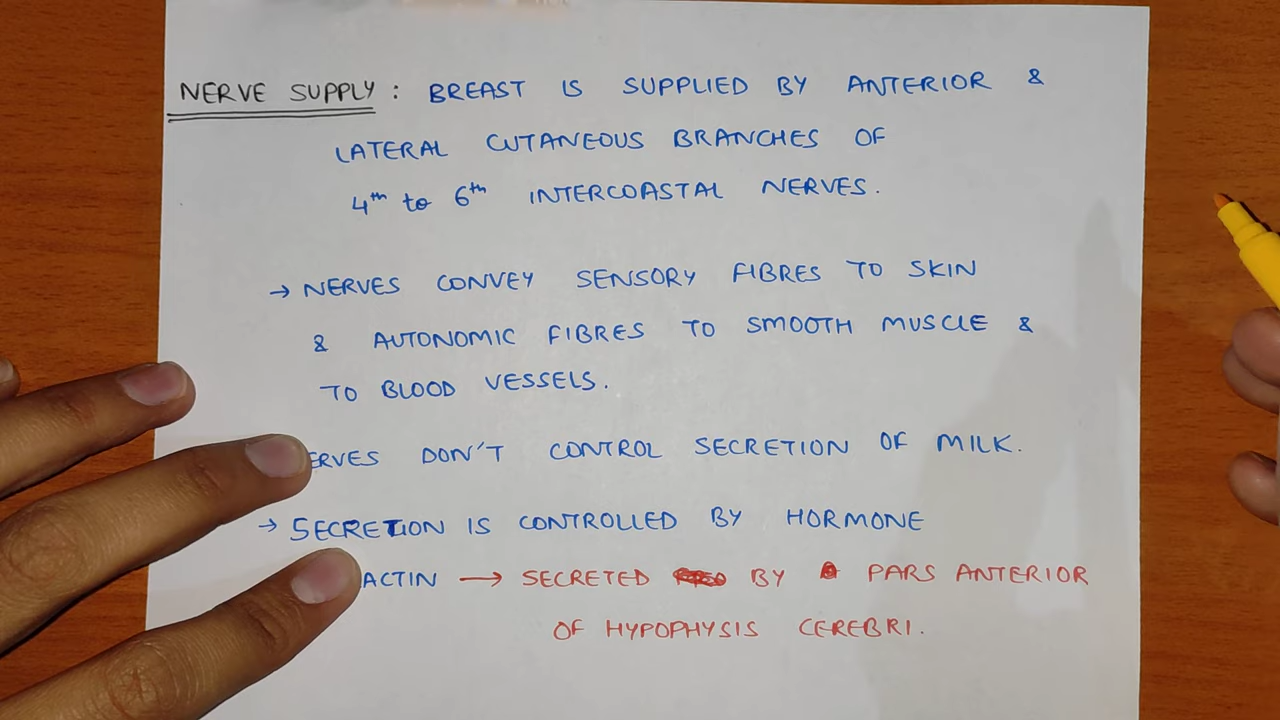 NERVE SUPPLY : BREAST IS SUPPLIED BY ANTERIOR &
LATERAL CUTANEOUS BRANCHES OF
4th to 6th INTERCOASTAL NERVES.
→ NERVES CONVEY SENSORY FIBRES TO SKIN
& AUTONOMIC FIBRES TO SMOOTH MUSCLE &
TO BLOOD VESSELS.
ERVES DON'T CONTROL SECRETION OF MILK.
→ SECRETION IS CONTROLLED BY HORMONE
ACTIN → SECRETED BY PARS ANTERIOR
OF HYPOPHYSIS CEREBRI.